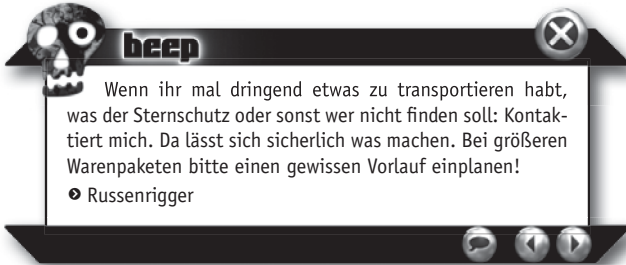 beep
Wenn ihr mal dringend etwas zu transportieren habt,
was der Sternschutz oder sonst wer nicht finden soll: Kontak-
tiert mich. Da lässt sich sicherlich was machen. Bei größeren
Warenpaketen bitte einen gewissen Vorlauf einplanen!
Russenrigger